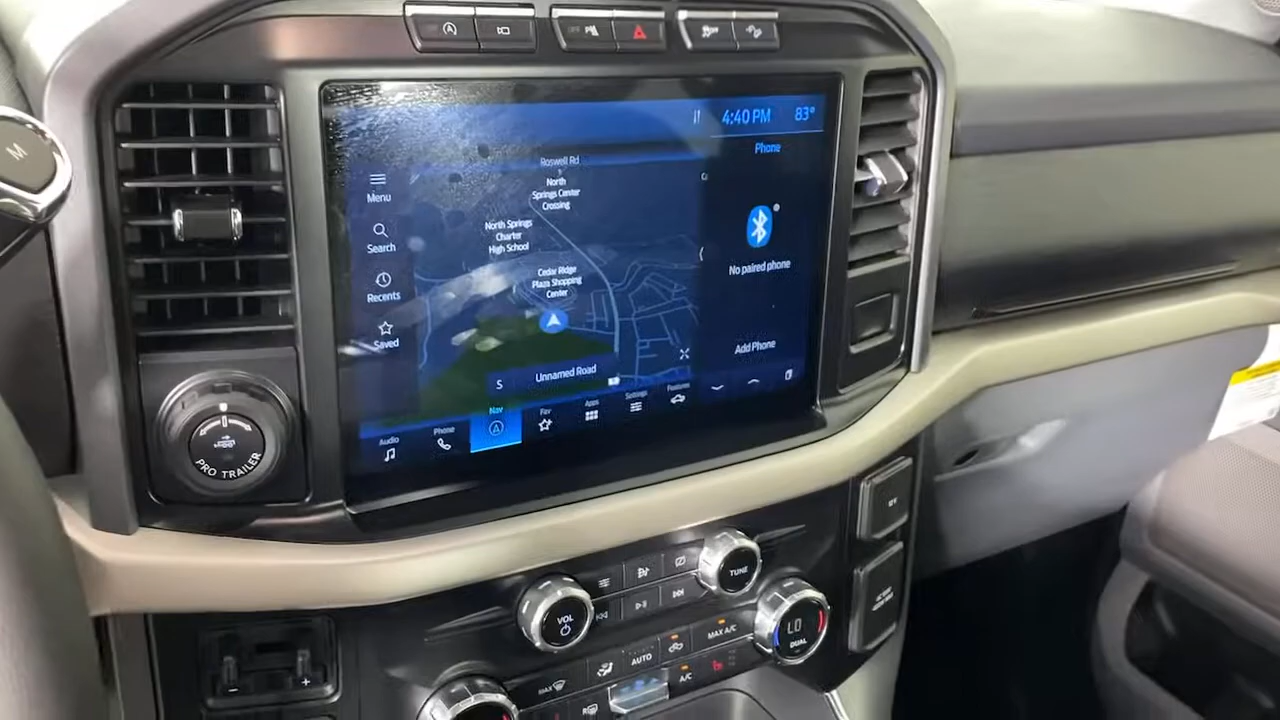 M
OFF
4:40 PM 83°
Phone
Roswell Rd
North
Springs Center
Crossing
Menu
North Springs
Charter
High School
Search
No paired phone
Cedar Ridge
Plaza Shopping
Center
Recents
Saved
Add Phone
S Unnamed Road
Audio
Phone
Nav
Fav
Apps
Settings
Features
PRO TRAILER
TUNE
VOL
LO
DUAL
MAX A/C
AUTO
A/C
MAX
R
12V
- +